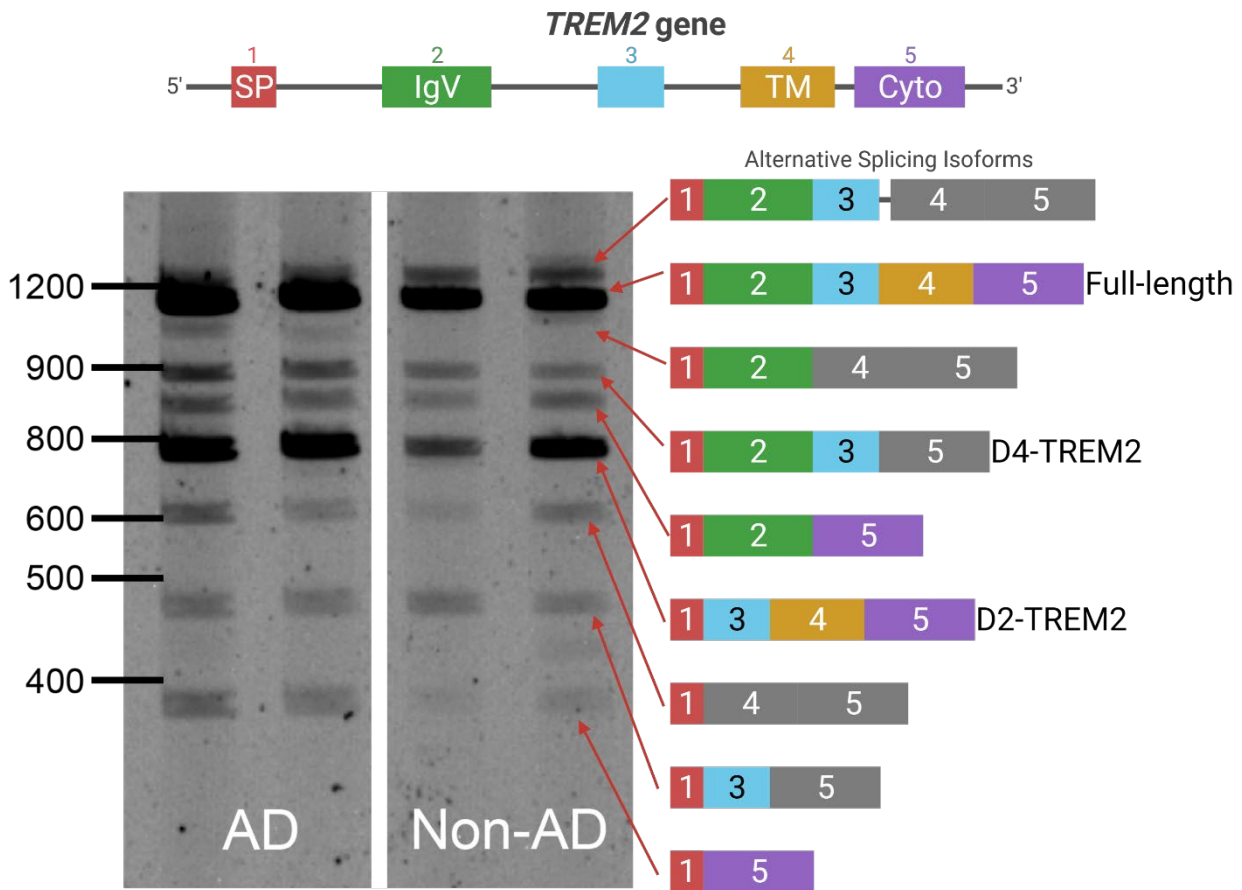 TREM2 gene
1 2 3 4 5
5' SP IgV TM Cyto 3'
Alternative Splicing Isoforms
1 2 3 4 5
1200
1 2 3 4 5 Full-length
1 2 4 5
900
1 2 3 5 D4-TREM2
800
1 2 5
600
1 3 4 5 D2-TREM2
500
1 4 5
400
1 3 5
AD Non-AD
1 5